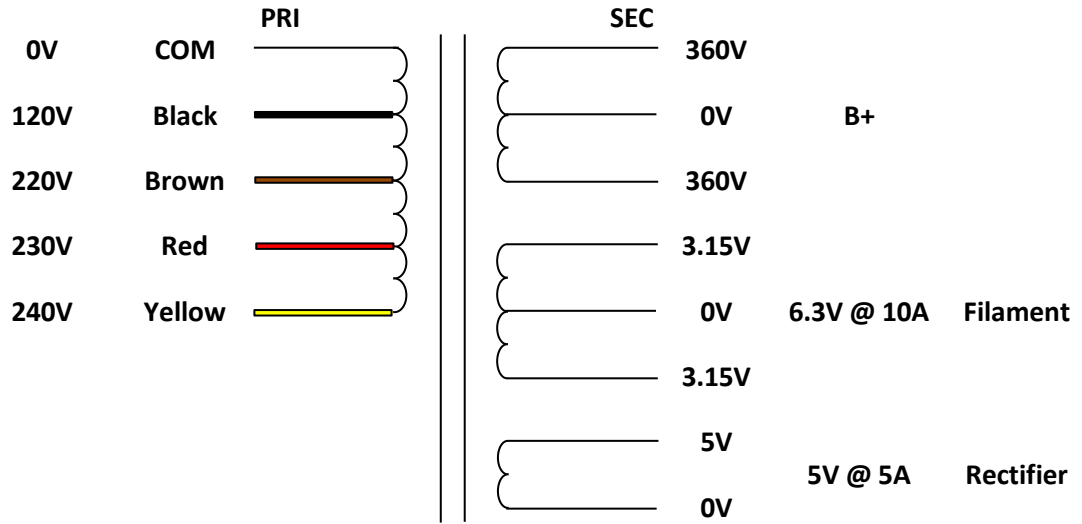 PRI SEC
0V COM 360V
120V Black 0V B+
220V Brown 360V
230V Red 3.15V
240V Yellow 0V 6.3V @ 10A Filament
3.15V
5V
5V @ 5A Rectifier
0V